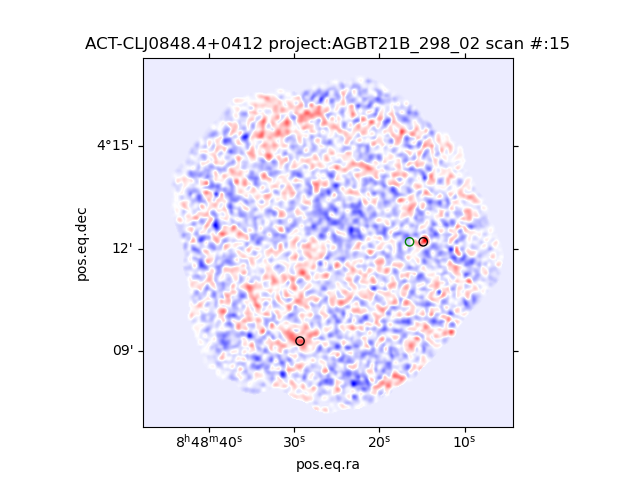 ACT-CLJ0848.4+0412 project:AGBT21B_298_02 scan #:15
4°15'
12'
09'
pos.eq.dec
8ʰ48ᵐ40ˢ 30ˢ 20ˢ 10ˢ
pos.eq.ra